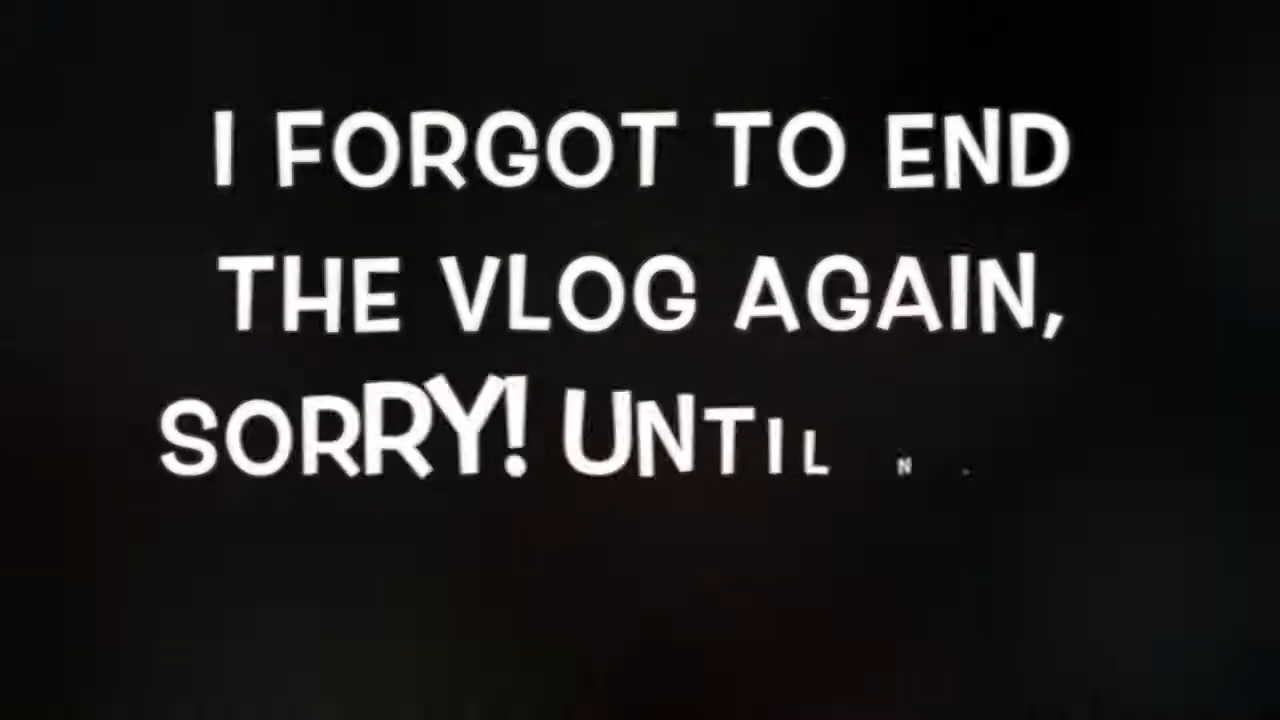 I FORGOT TO END
THE VLOG AGAIN,
SORRY! UNTIL N